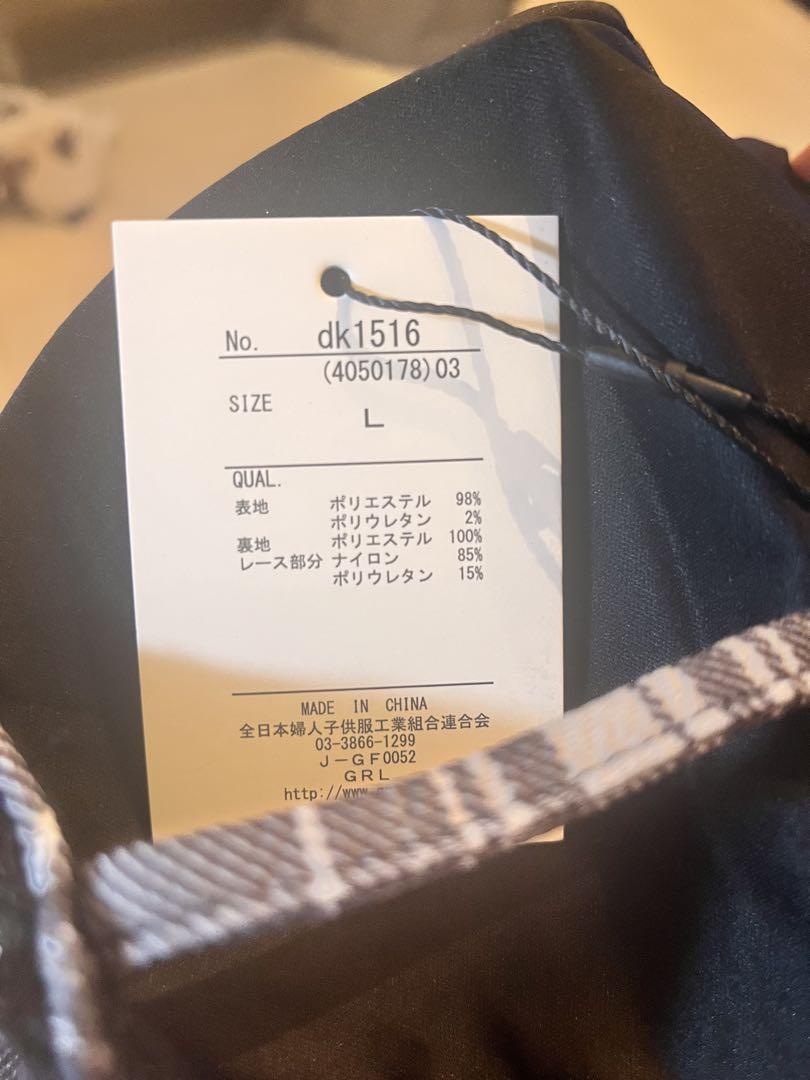 No. dk1516
(4050178)03
SIZE
L
QUAL.
表地 ポリエステル 98%
ポリウレタン 2%
裏地 ポリエステル 100%
レース部分 ナイロン 85%
ポリウレタン 15%
MADE IN CHINA
全日本婦人子供服工業組合連合会
03-3866-1299
J-GF0052
GRL
http://www.